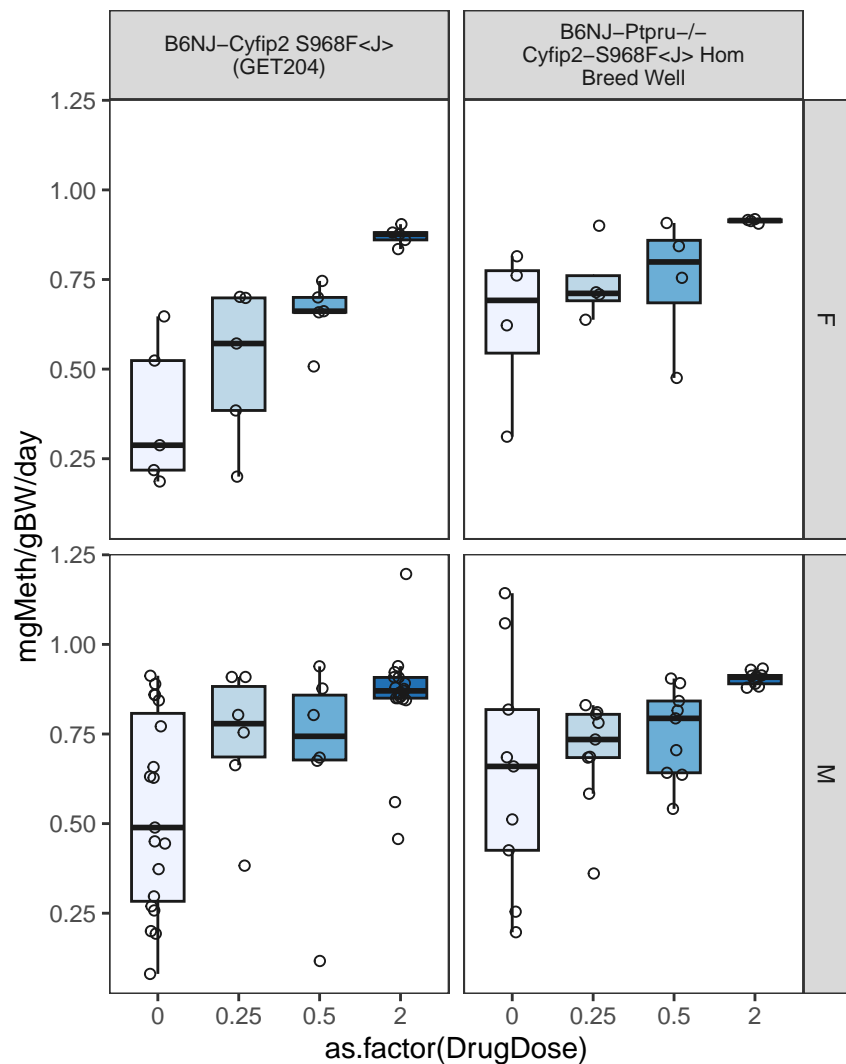 B6NJ−Cyfip2 S968F<J>
(GET204)
B6NJ−Ptpru−/−
Cyfip2−S968F<J> Hom
Breed Well
1.25
1.00
0.75
0.50
0.25
F
1.25
1.00
0.75
0.50
0.25
M
mgMeth/gBW/day
0
0.25
0.5
2
0
0.25
0.5
2
as.factor(DrugDose)